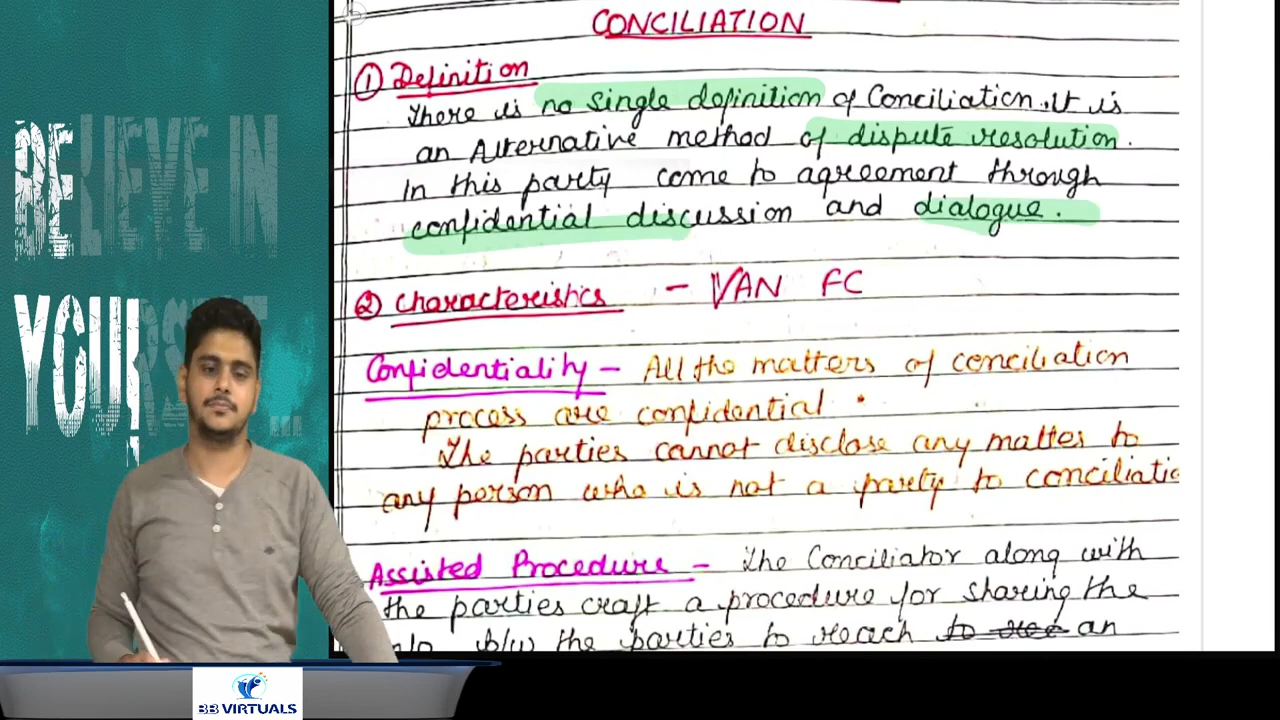 BELIEVE IN
YOURSE...
CONCILIATION
① Definition
There is no single definition of Conciliation. It is
an Alternative method of dispute resolution.
In this party come to agreement through
confidential discussion and dialogue.
② Characteristics - VAN FC
Confidentiality - All the matters of conciliation
process are confidential.
The parties cannot disclose any matter to
any person who is not a party to conciliatio
Assisted Procedure - The Conciliator along with
the parties craft a procedure for sharing the
info b/w the parties to reach an
BB VIRTUALS